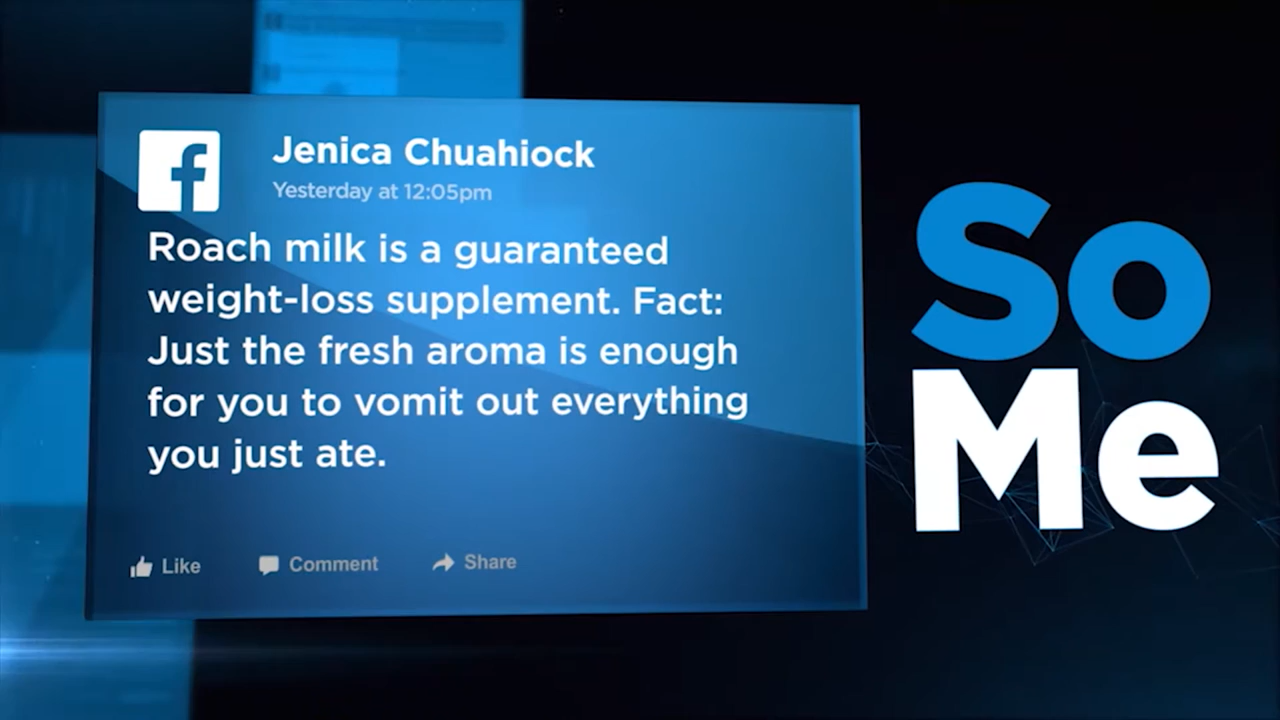 Jenica Chuahiock
Yesterday at 12:05pm
Roach milk is a guaranteed
weight-loss supplement. Fact:
Just the fresh aroma is enough
for you to vomit out everything
you just ate.
Like Comment Share
So
Me